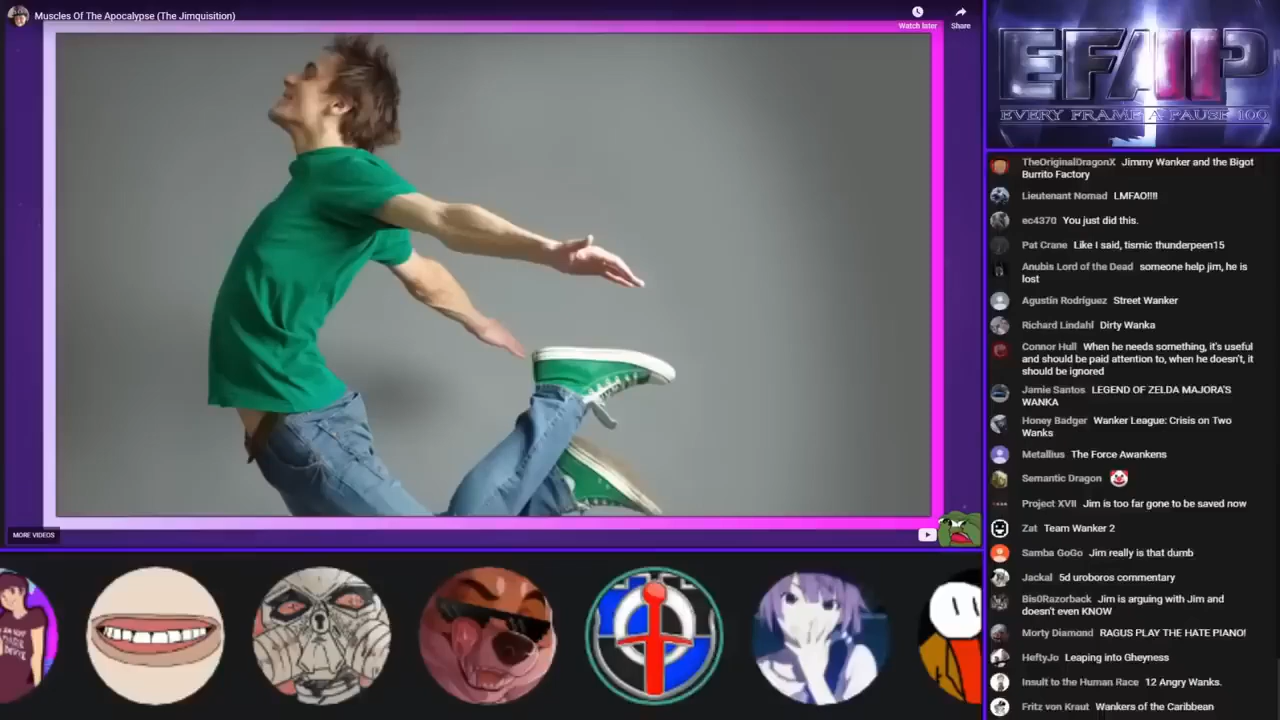 Muscles Of The Apocalypse (The Jimquisition)
Watch later
Share
MORE VIDEOS
EFAP
EVERY FRAME A PAUSE 100
TheOriginalDragonX Jimmy Wanker and the Bigot
Burrito Factory
Lieutenant Nomad LMFAO!!!!
ec4370 You just did this.
Pat Crane Like I said, tismic thunderpeen15
Anubis Lord of the Dead someone help jim, he is
lost
Agustín Rodríguez Street Wanker
Richard Lindahl Dirty Wanka
Connor Hull When he needs something, it's useful
and should be paid attention to, when he doesn't, it
should be ignored
Jamie Santos LEGEND OF ZELDA MAJORA'S
WANKA
Honey Badger Wanker League: Crisis on Two
Wanks
Metallius The Force Awankens
Semantic Dragon 🤡
Project XVII Jim is too far gone to be saved now
Zat Team Wanker 2
Samba GoGo Jim really is that dumb
Jackal 5d uroboros commentary
Bis0Razorback Jim is arguing with Jim and
doesn't even KNOW
Morty Diamond RAGUS PLAY THE HATE PIANO!
HeftyJo Leaping into Gheyness
Insult to the Human Race 12 Angry Wanks.
Fritz von Kraut Wankers of the Caribbean